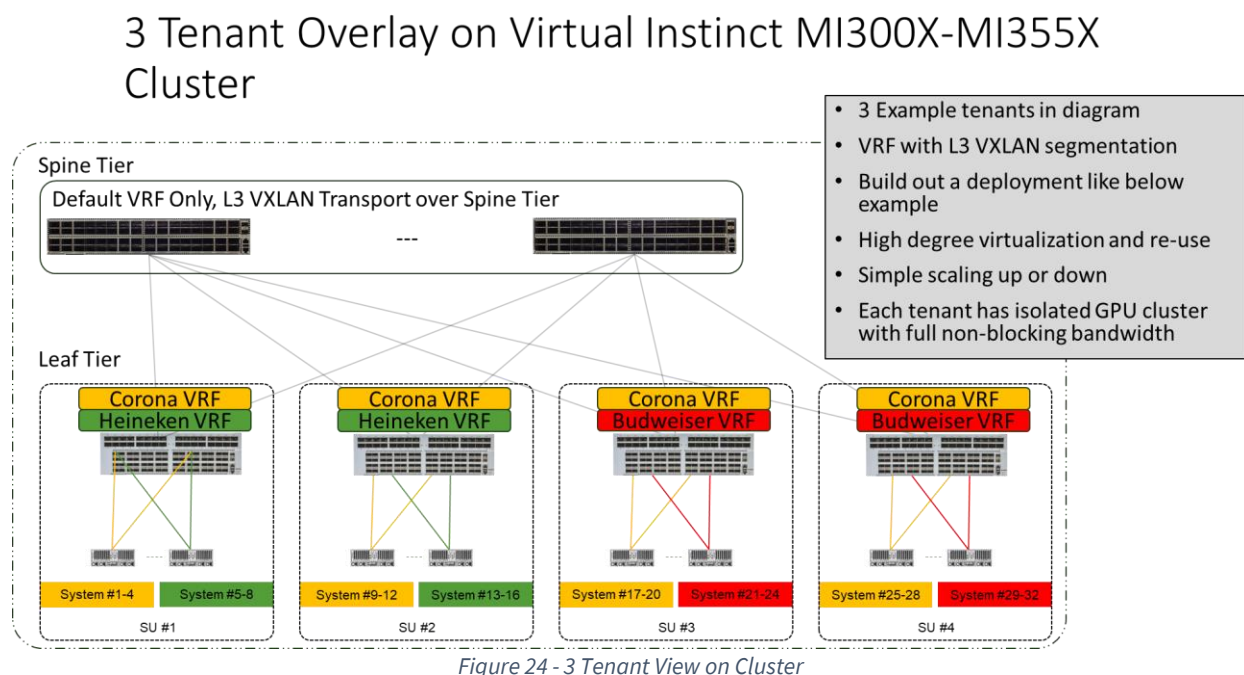 3 Tenant Overlay on Virtual Instinct MI300X-MI355X
Cluster
• 3 Example tenants in diagram
• VRF with L3 VXLAN segmentation
• Build out a deployment like below
example
• High degree virtualization and re-use
• Simple scaling up or down
• Each tenant has isolated GPU cluster
with full non-blocking bandwidth
Spine Tier
Default VRF Only, L3 VXLAN Transport over Spine Tier
---
Leaf Tier
Corona VRF
Heineken VRF
System #1-4
System #5-8
SU #1
Corona VRF
Heineken VRF
System #9-12
System #13-16
SU #2
Corona VRF
Budweiser VRF
System #17-20
System #21-24
SU #3
Corona VRF
Budweiser VRF
System #25-28
System #29-32
SU #4
Figure 24 - 3 Tenant View on Cluster